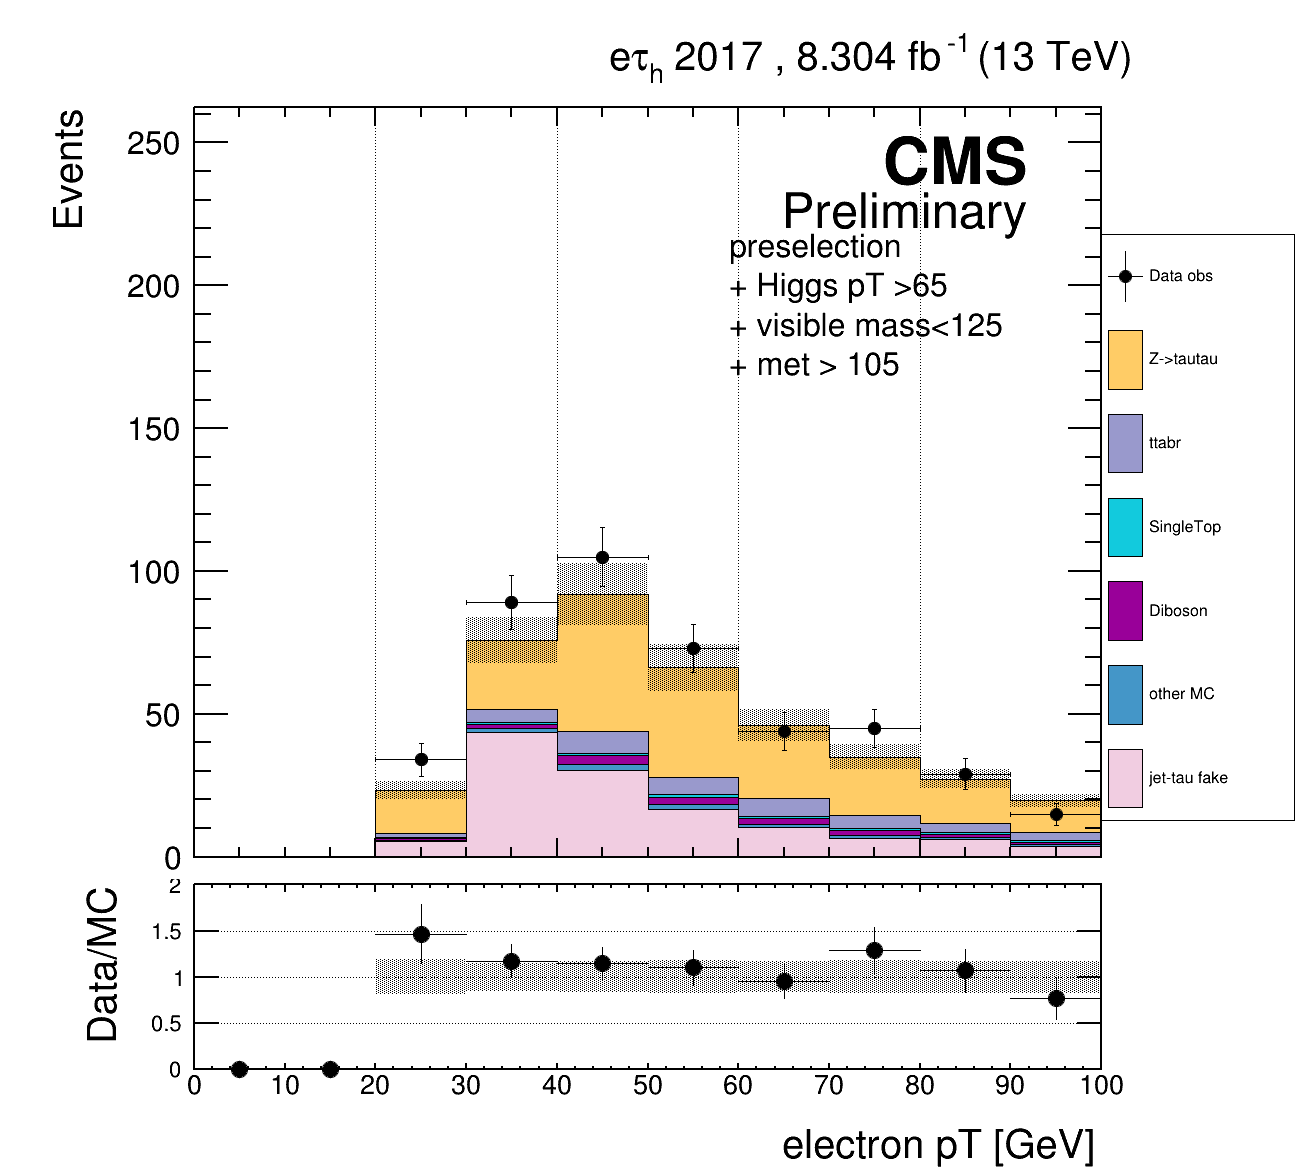 eτh 2017 , 8.304 fb-1 (13 TeV)
Events
250
200
150
100
50
0
CMS
Preliminary
preselection
+ Higgs pT >65
+ visible mass<125
+ met > 105
Data obs
Z->tautau
ttabr
SingleTop
Diboson
other MC
jet-tau fake
Data/MC
2
1.5
1
0.5
0
0 10 20 30 40 50 60 70 80 90 100
electron pT [GeV]